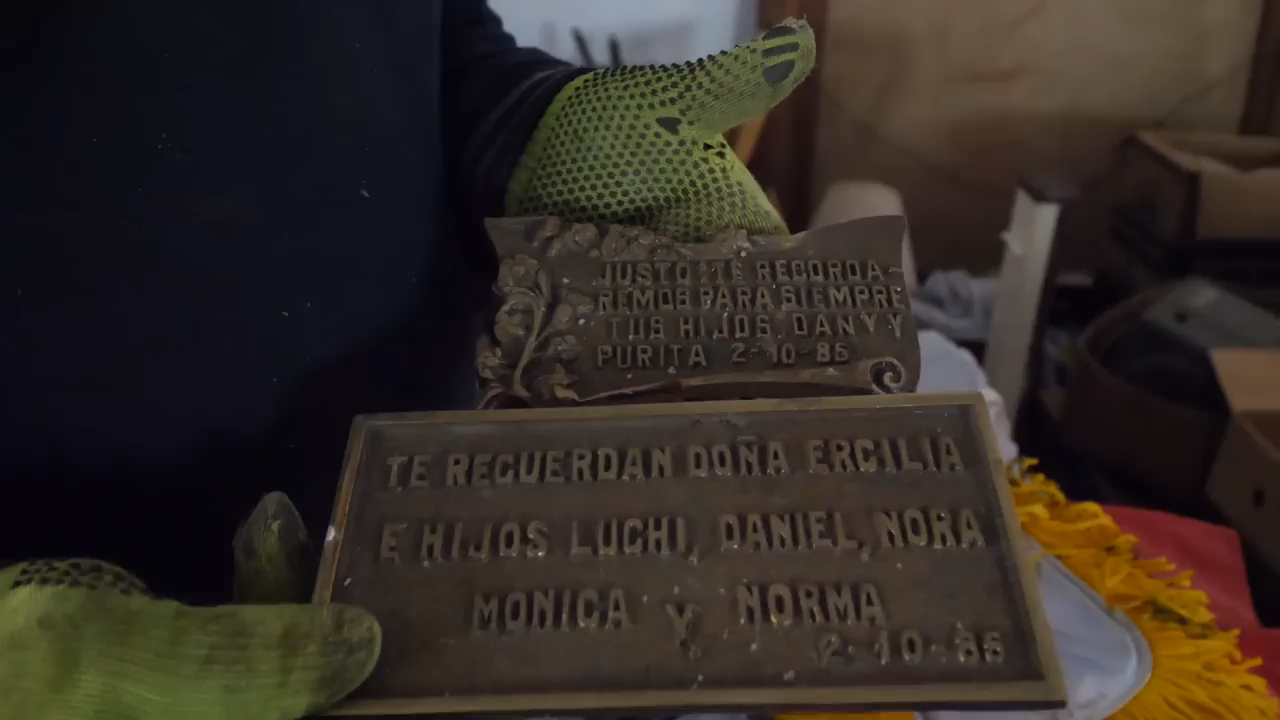 JUSTO TE RECORDA-
REMOS PARA SIEMPRE
TUS HIJOS, DANY Y
PURITA 2-10-85
TE RECUERDAN DOÑA ERCILIA
E HIJOS LUCHI, DANIEL, NORA
MONICA Y NORMA
2-10-85